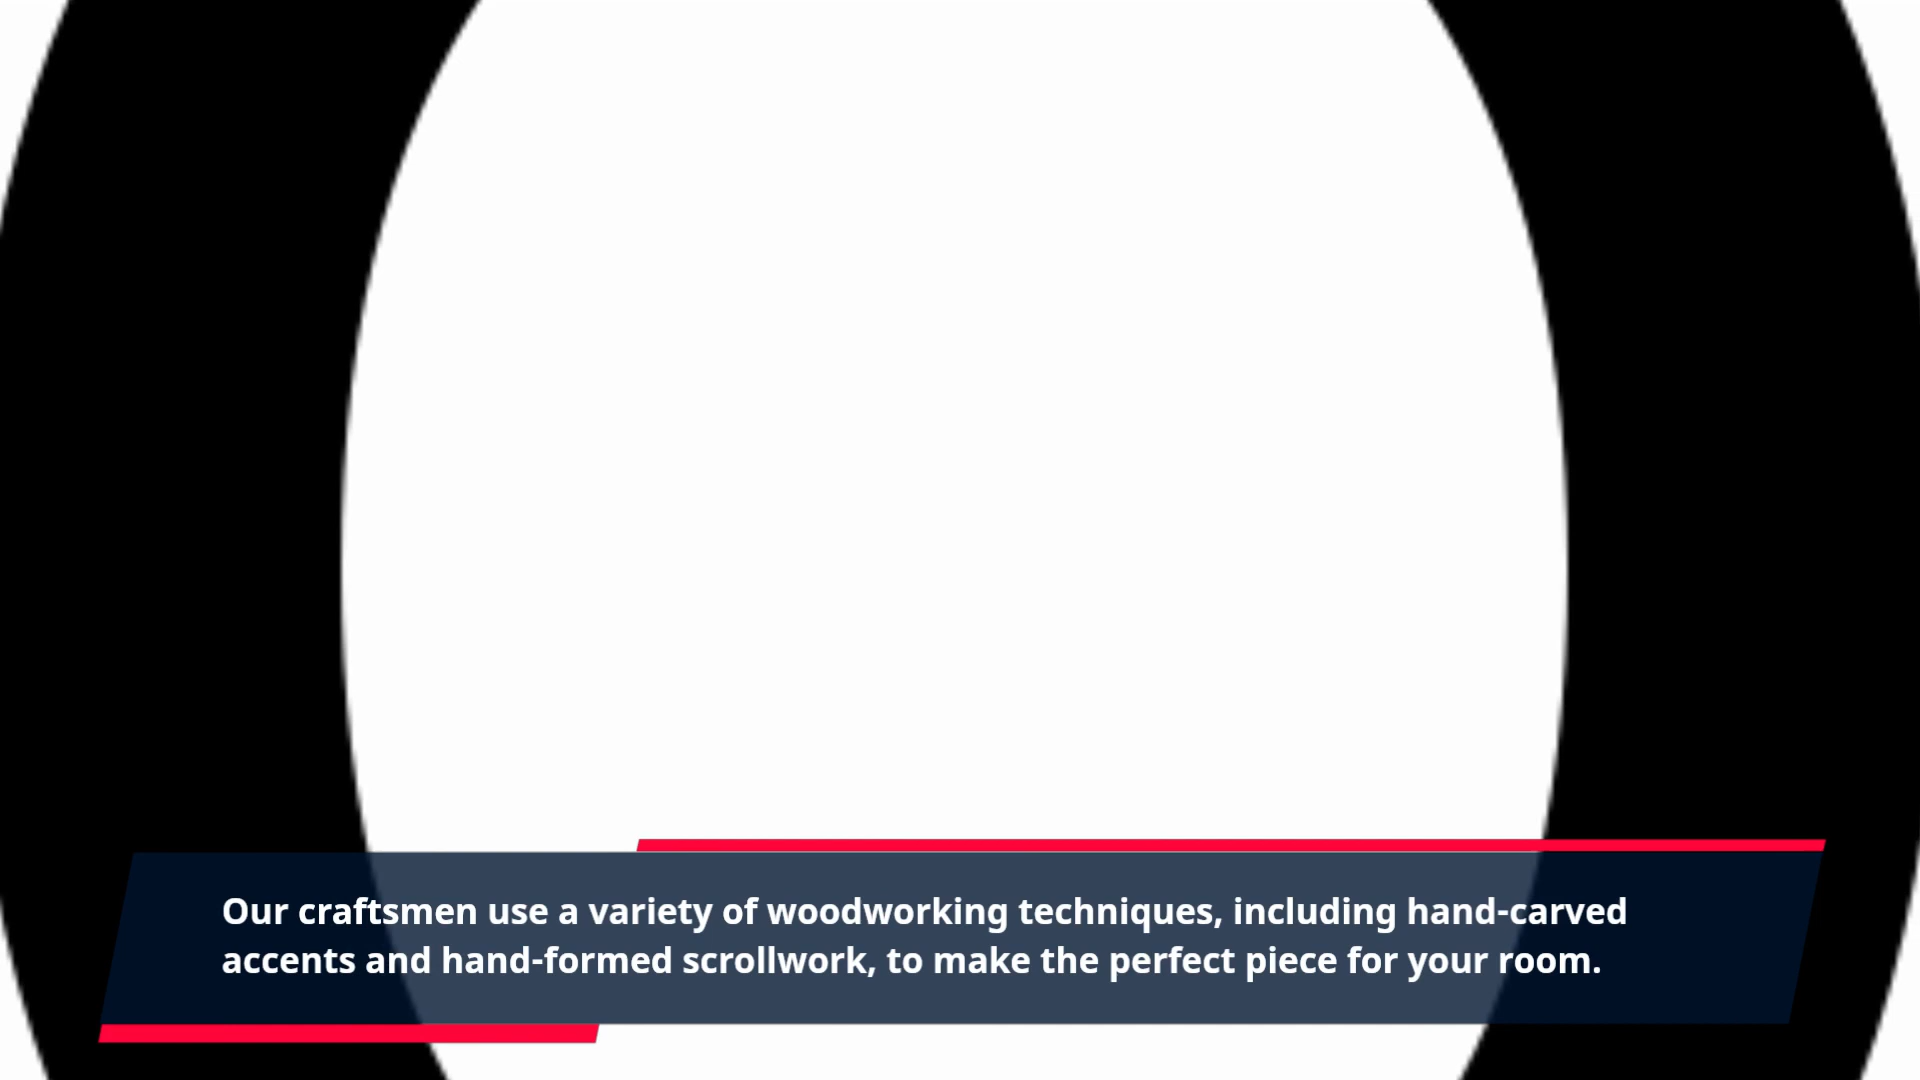 Our craftsmen use a variety of woodworking techniques, including hand-carved
accents and hand-formed scrollwork, to make the perfect piece for your room.